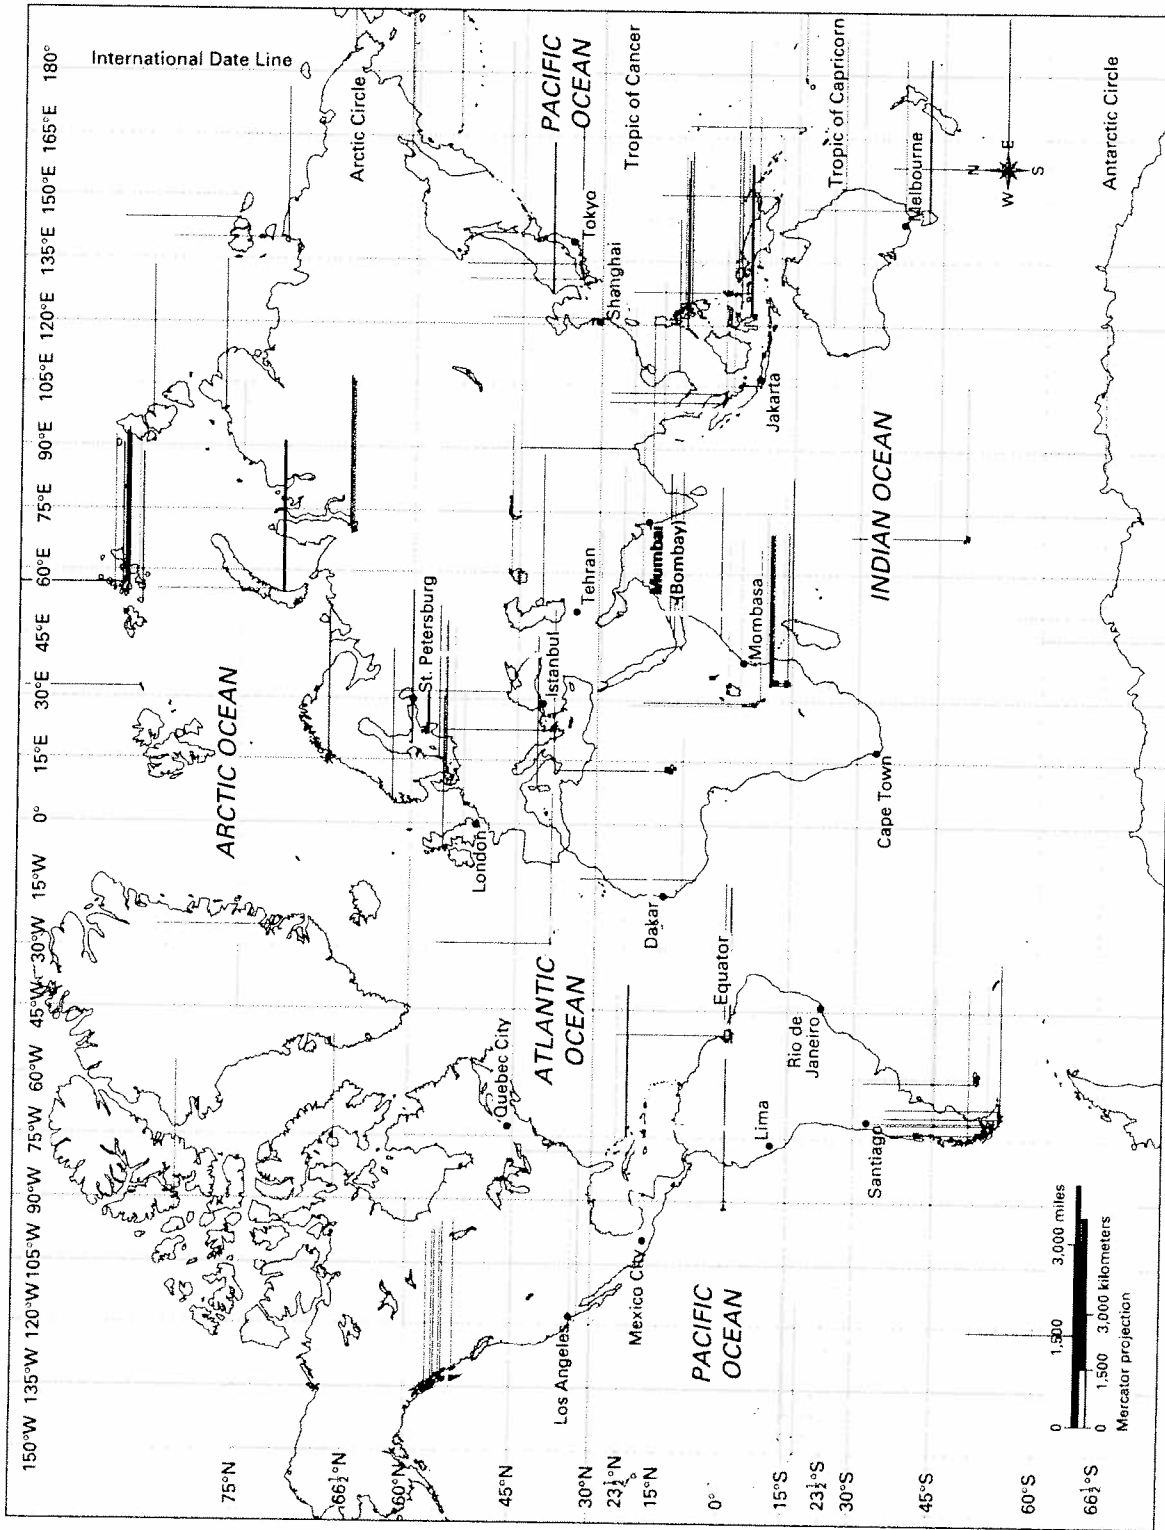 150°W 135°W 120°W 105°W 90°W 75°W 60°W 45°W 30°W 15°W 0° 15°E 30°E 45°E 60°E 75°E 90°E 105°E 120°E 135°E 150°E 165°E 180°
International Date Line
ARCTIC OCEAN
75°N
66½°N
Arctic Circle
60°N
St. Petersburg
London
45°N
Quebec City
Istanbul
ATLANTIC
OCEAN
PACIFIC
OCEAN
Los Angeles
Tehran
Tokyo
30°N
Shanghai
23½°N
Tropic of Cancer
Mexico City
Dakar
Mumbai
(Bombay)
15°N
PACIFIC
OCEAN
0°
Equator
Mombasa
Lima
Jakarta
15°S
Rio de
Janeiro
23½°S
Tropic of Capricorn
30°S
Santiago
Cape Town
INDIAN OCEAN
Melbourne
45°S
N
W E
S
60°S
0 1,500 3,000 miles
0 1,500 3,000 kilometers
Mercator projection
66½°S
Antarctic Circle